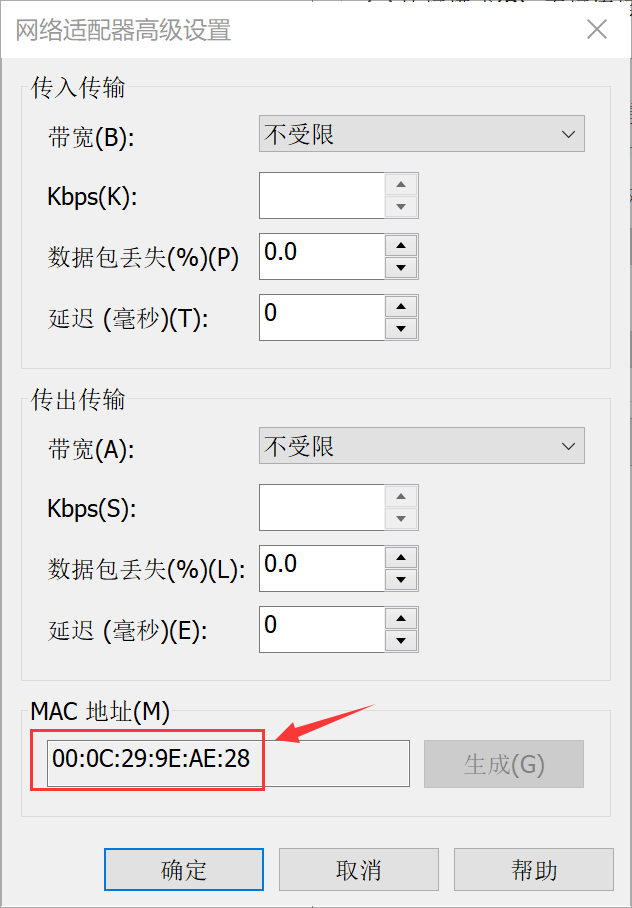 网络适配器高级设置
传入传输
带宽(B): 不受限
Kbps(K):
数据包丢失(%)(P) 0.0
延迟 (毫秒)(T): 0
传出传输
带宽(A): 不受限
Kbps(S):
数据包丢失(%)(L): 0.0
延迟 (毫秒)(E): 0
MAC 地址(M)
00:0C:29:9E:AE:28 生成(G)
确定 取消 帮助